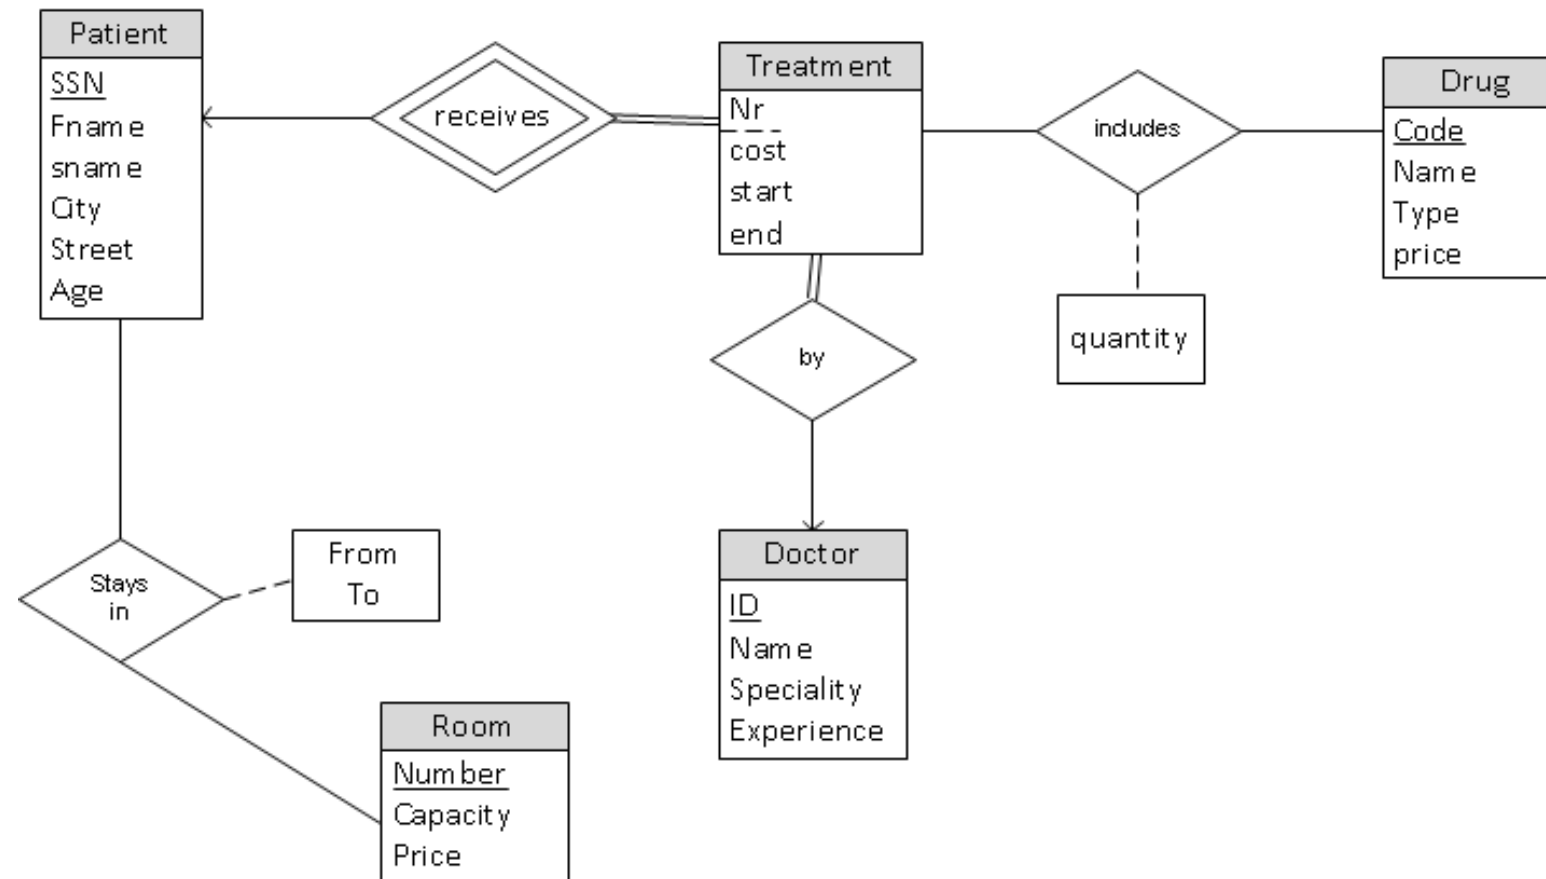 Patient
SSN
Fname
sname
City
Street
Age
receives
Treatment
Nr
cost
start
end
includes
quantity
Drug
Code
Name
Type
price
by
Stays
in
From
To
Doctor
ID
Name
Speciality
Experience
Room
Number
Capacity
Price